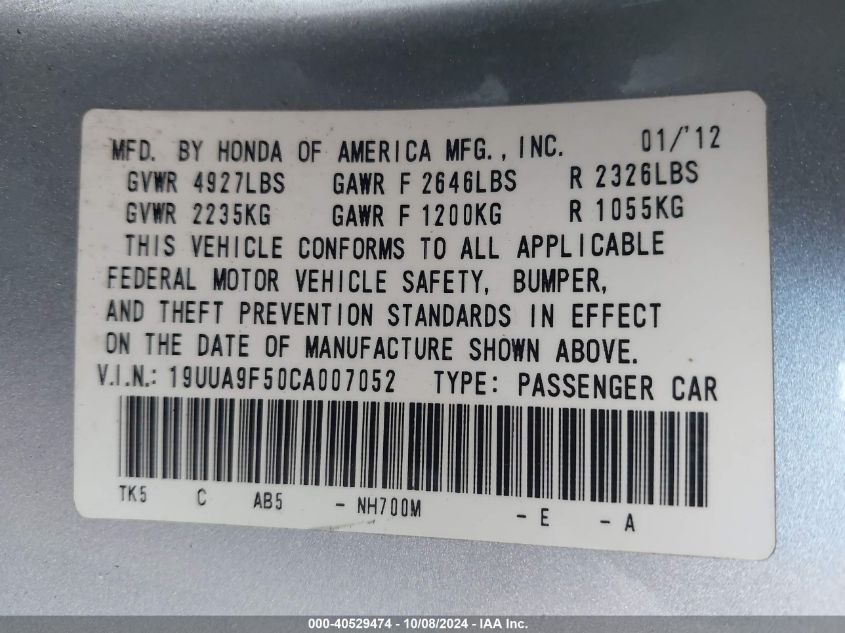 MFD. BY HONDA OF AMERICA MFG., INC. 01/'12
GVWR 4927LBS GAWR F 2646LBS R 2326LBS
GVWR 2235KG GAWR F 1200KG R 1055KG
THIS VEHICLE CONFORMS TO ALL APPLICABLE
FEDERAL MOTOR VEHICLE SAFETY, BUMPER,
AND THEFT PREVENTION STANDARDS IN EFFECT
ON THE DATE OF MANUFACTURE SHOWN ABOVE.
V.I.N.: 19UUA9F50CA007052 TYPE: PASSENGER CAR
TK5 C AB5 - NH700M - E - A
000-40529474 - 10/08/2024 - IAA Inc.